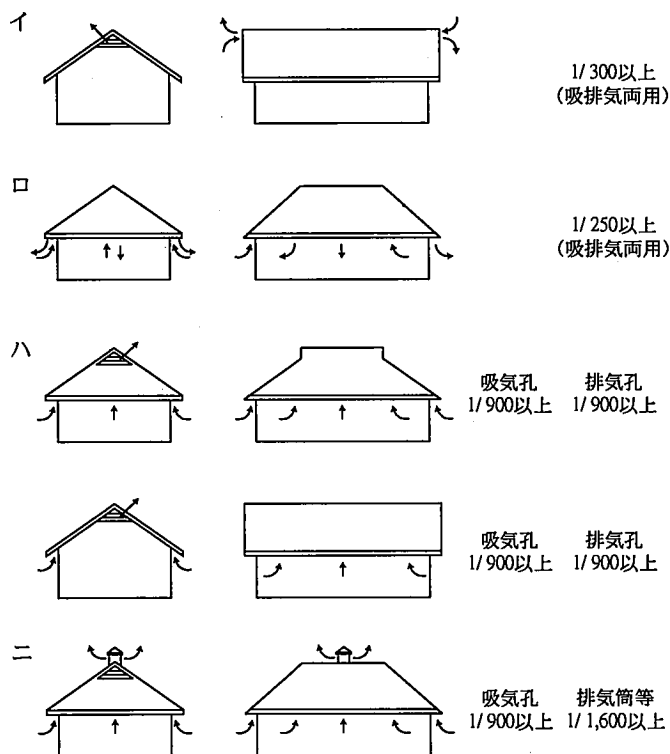 イ
1/300以上
(吸排気両用)
ロ
1/250以上
(吸排気両用)
ハ
吸気孔 排気孔
1/900以上 1/900以上
吸気孔 排気孔
1/900以上 1/900以上
ニ
吸気孔 排気筒等
1/900以上 1/1,600以上